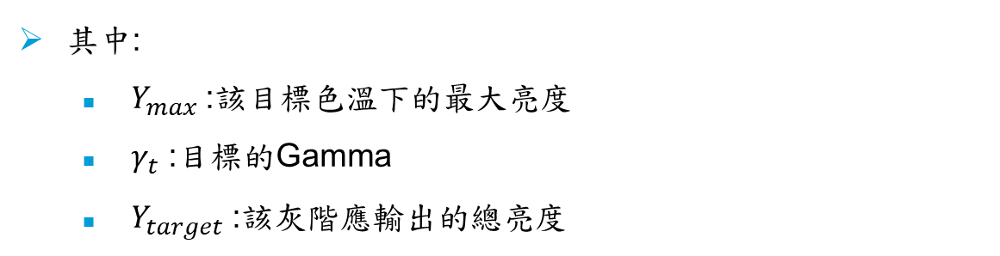 其中:
Y_max :該目標色溫下的最大亮度
γ_t :目標的Gamma
Y_target :該灰階應輸出的總亮度